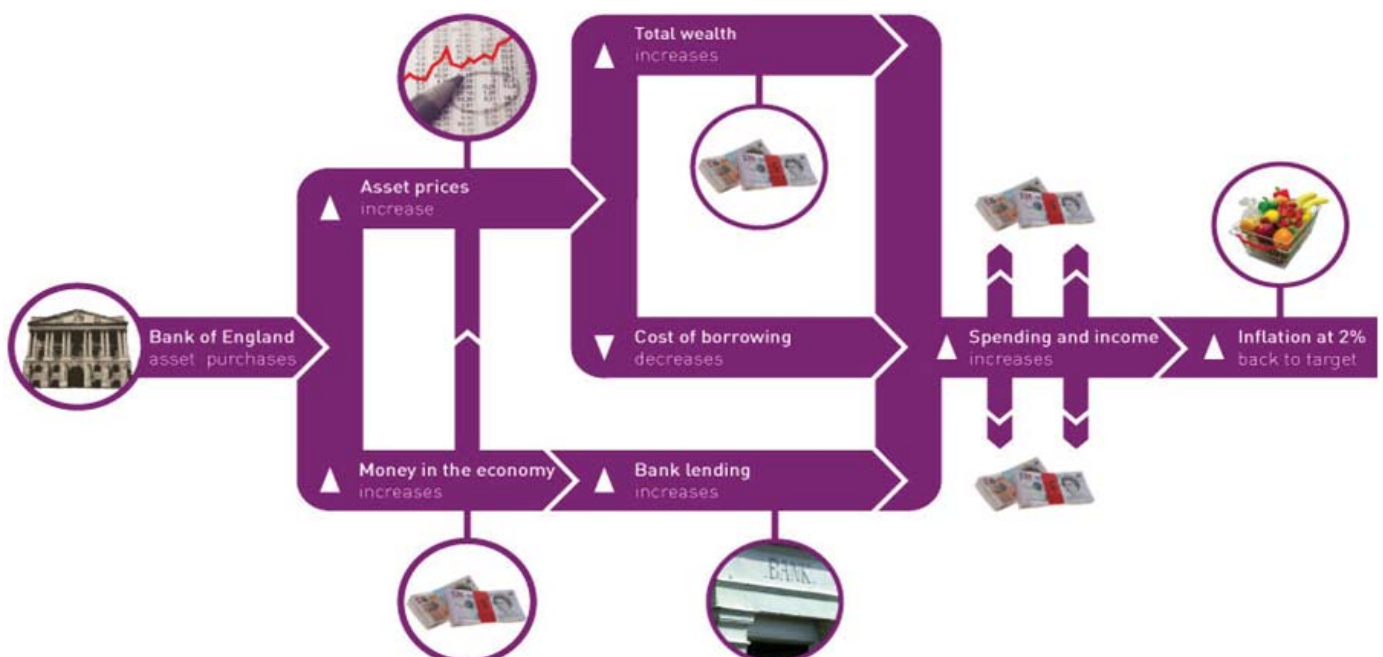 Total wealth
increases
Asset prices
increase
Bank of England
asset purchases
Cost of borrowing
decreases
Spending and income
increases
Inflation at 2%
back to target
Money in the economy
increases
Bank lending
increases
BANK